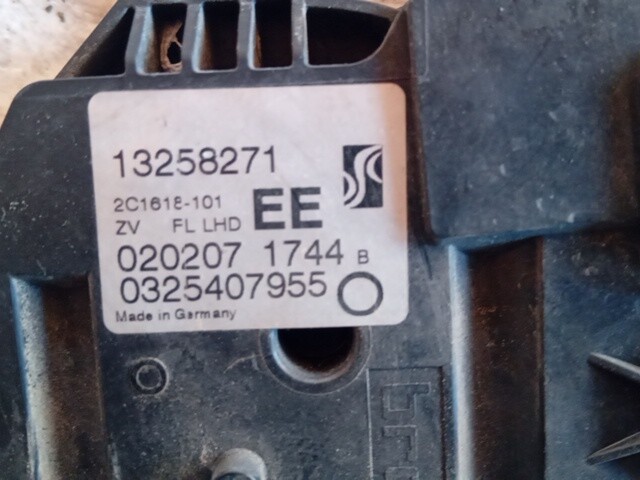 13258271
2C1618-101
ZV FL LHD EE
020207 1744 B
0325407955
Made in Germany